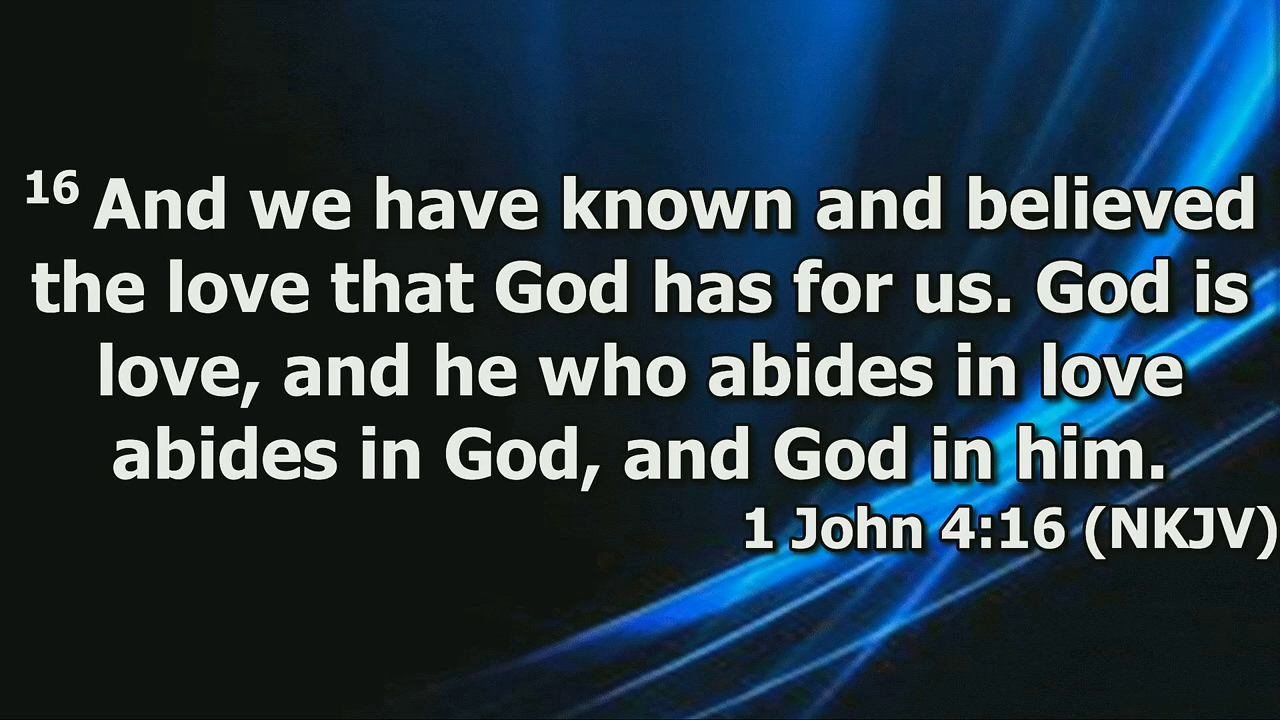 16 And we have known and believed
the love that God has for us. God is
love, and he who abides in love
abides in God, and God in him.
1 John 4:16 (NKJV)